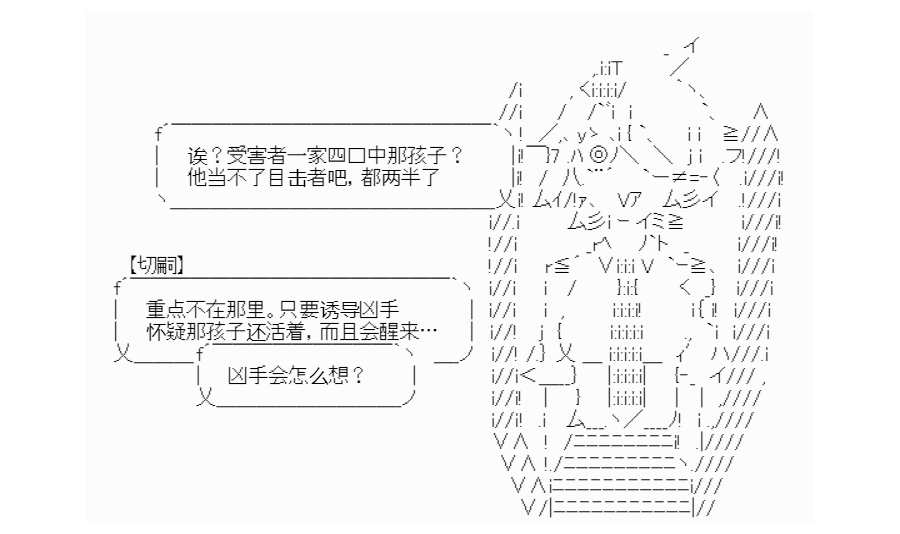 诶？受害者一家四口中那孩子？
他当不了目击者吧，都两半了
【切嗣】
重点不在那里。只要诱导凶手
怀疑那孩子还活着，而且会醒来…
凶手会怎么想？